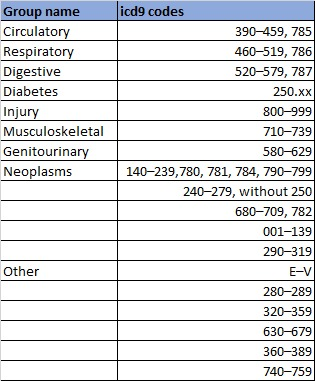 Group name icd9 codes
Circulatory 390–459, 785
Respiratory 460–519, 786
Digestive 520–579, 787
Diabetes 250.xx
Injury 800–999
Musculoskeletal 710–739
Genitourinary 580–629
Neoplasms 140–239,780, 781, 784, 790–799
240–279, without 250
680–709, 782
001–139
290–319
Other E–V
280–289
320–359
630–679
360–389
740–759